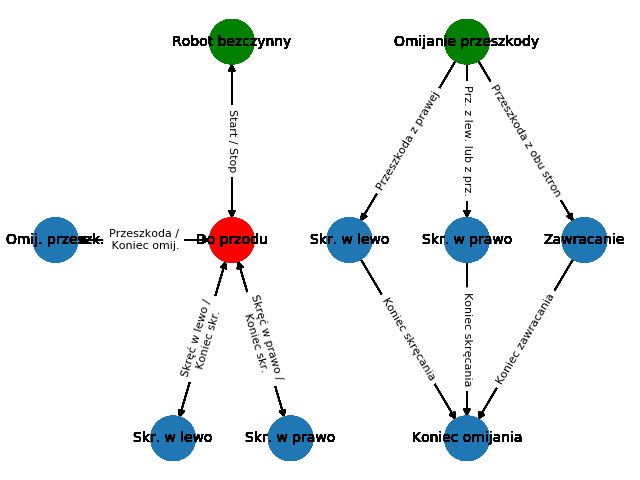 Robot bezczynny
Omijanie przeszkody
Start / Stop
Przeszkoda z prawej
Prz. z lew. lub z prz.
Przeszkoda z obu stron
Omij. przeszk.
Przeszkoda /
Koniec omij.
Do przodu
Skr. w lewo
Skr. w prawo
Zawracanie
Skręć w lewo /
Koniec skr.
Skręć w prawo /
Koniec skr.
Koniec skręcania
Koniec skręcania
Koniec zawracania
Skr. w lewo
Skr. w prawo
Koniec omijania